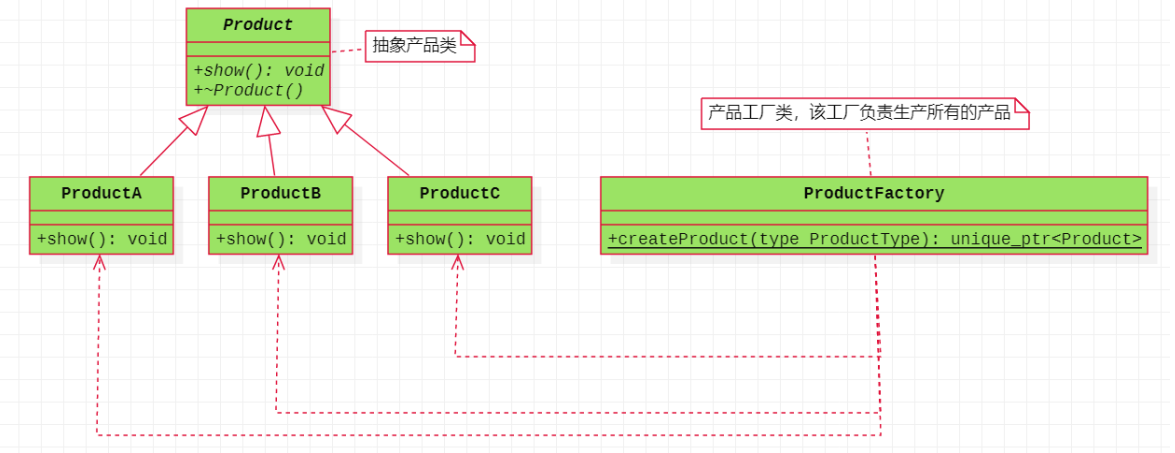 Product
+show(): void
+~Product()
抽象产品类
产品工厂类，该工厂负责生产所有的产品
ProductA
+show(): void
ProductB
+show(): void
ProductC
+show(): void
ProductFactory
+createProduct(type ProductType): unique_ptr<Product>